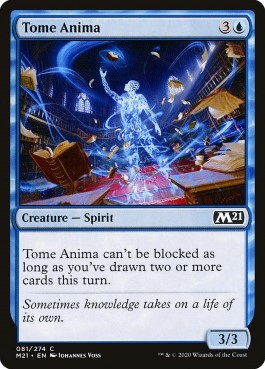 Tome Anima 3
Creature — Spirit M21
Tome Anima can't be blocked as
long as you've drawn two or more
cards this turn.
Sometimes knowledge takes on a life of
its own.
3/3
081/274 C
M21 • EN Johannes Voss ™ & © 2020 Wizards of the Coast